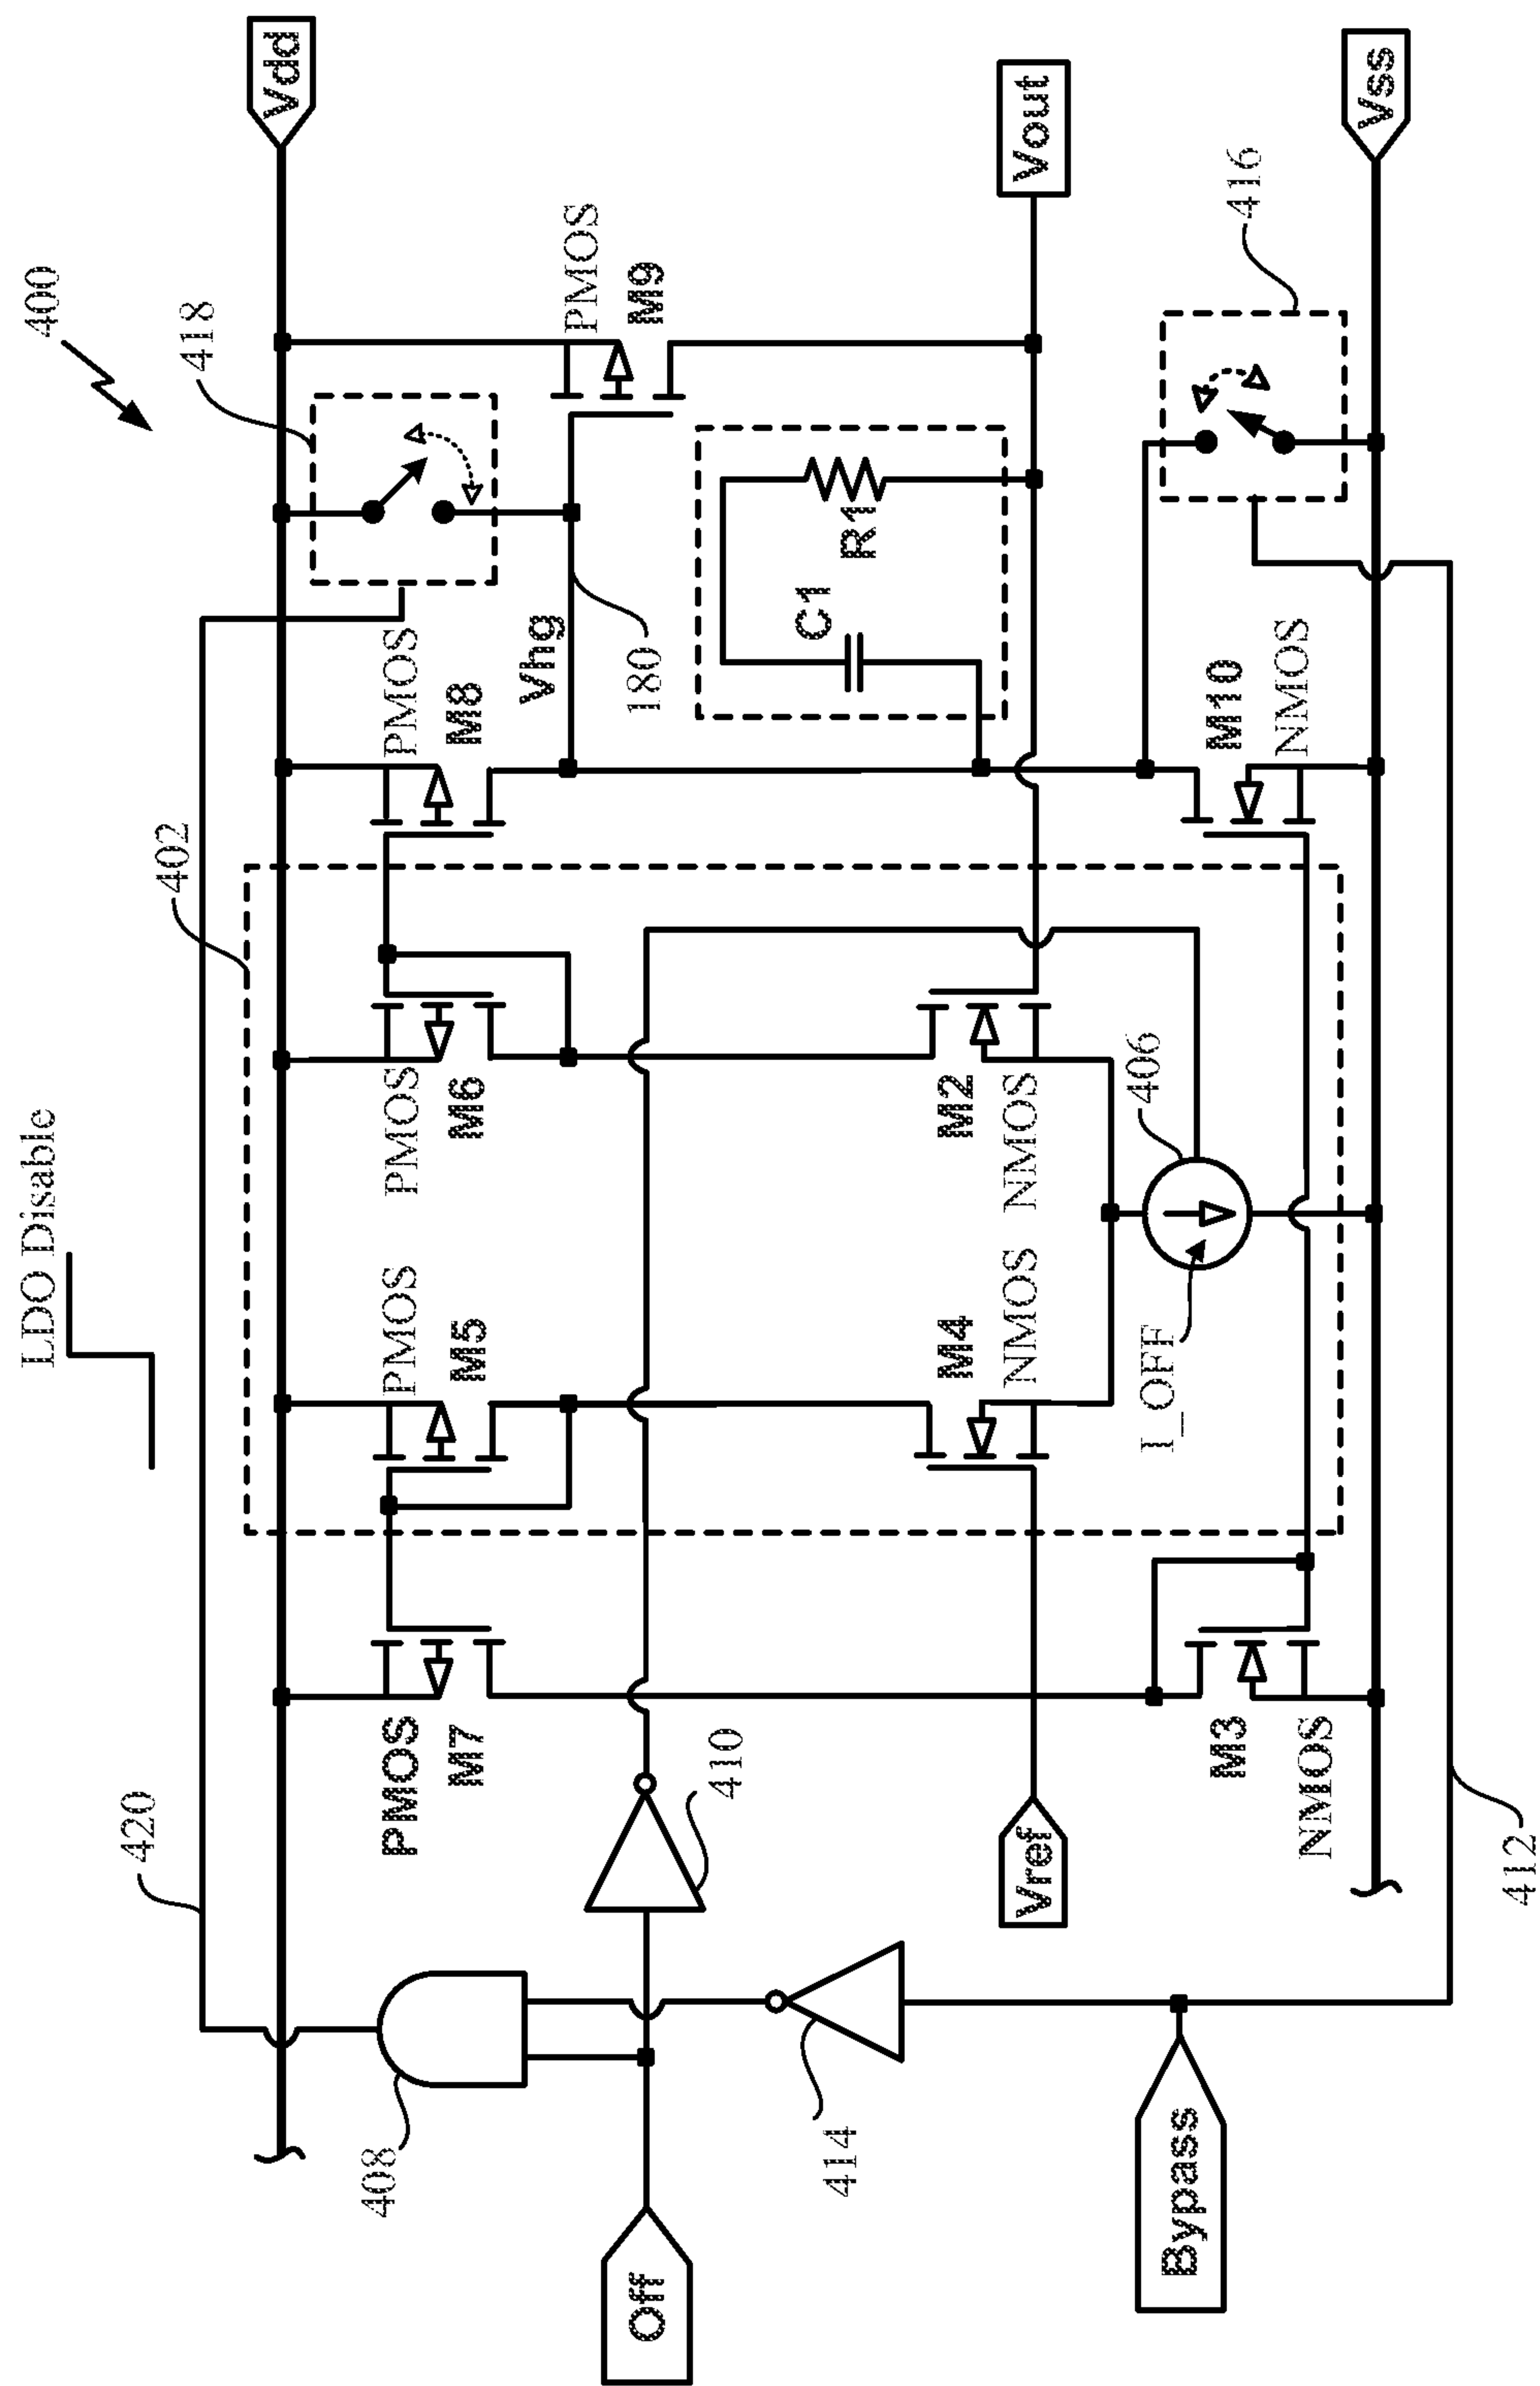 LDO Disable
400
420
402
418
Vdd
408
PMOS
M7
PMOS
M5
PMOS
M6
PMOS
M8
Vhg
180
PMOS
M9
Off
410
414
C1
R1
Vref
M4
NMOS
M2
NMOS
Vout
Bypass
I_OFF
406
M3
NMOS
M10
NMOS
416
Vss
412